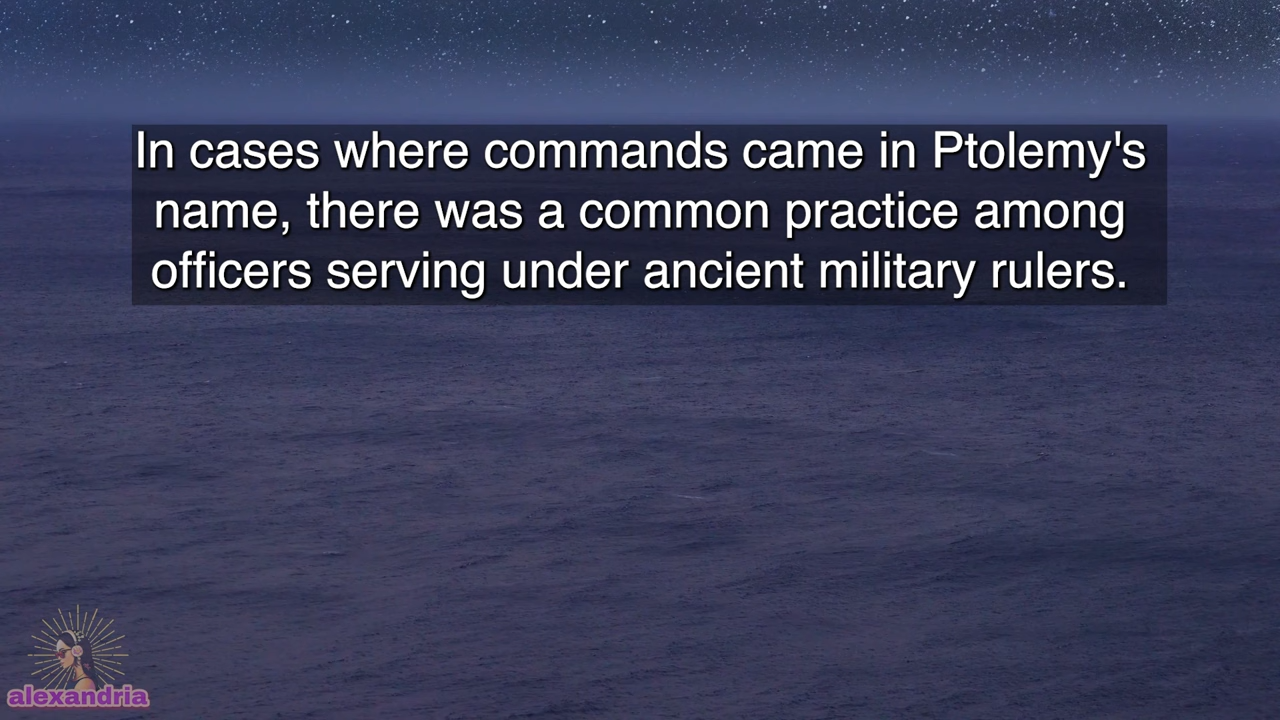 In cases where commands came in Ptolemy's
name, there was a common practice among
officers serving under ancient military rulers.
alexandria